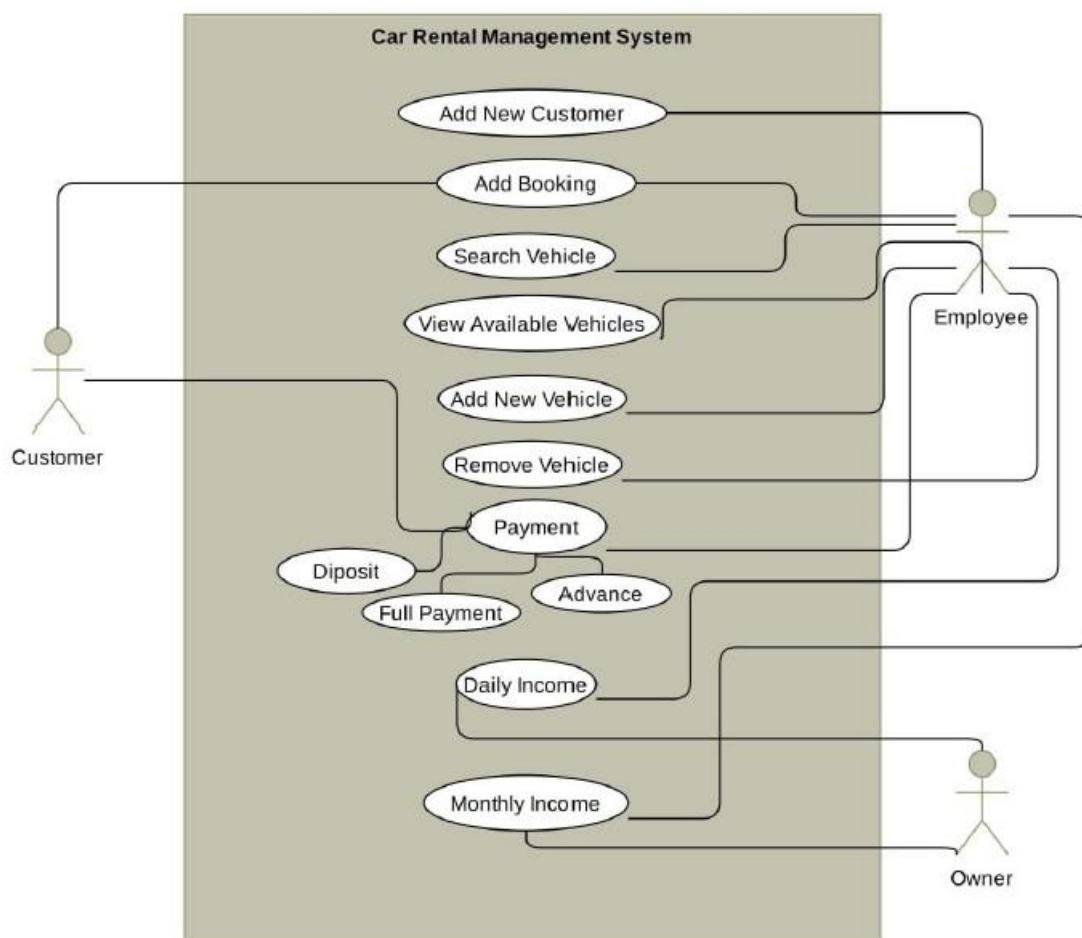 Car Rental Management System
Add New Customer
Add Booking
Search Vehicle
View Available Vehicles
Employee
Add New Vehicle
Customer
Remove Vehicle
Payment
Diposit
Advance
Full Payment
Daily Income
Monthly Income
Owner